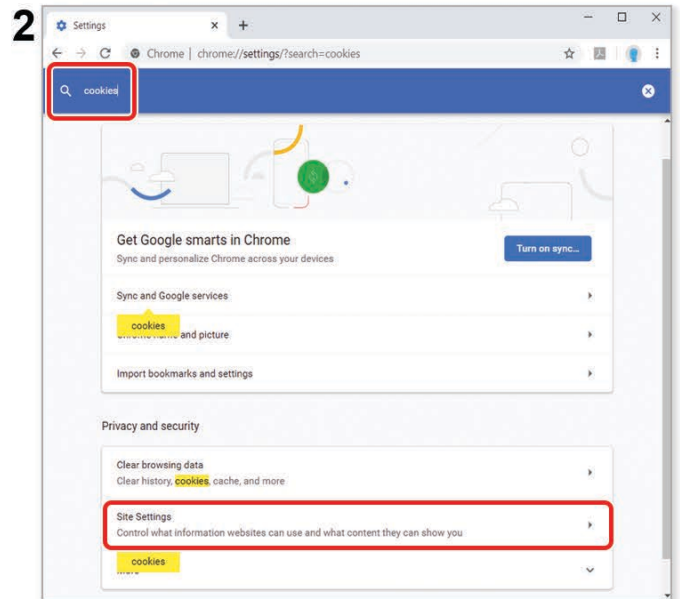 2
Settings
Chrome | chrome://settings/?search=cookies
cookies
Get Google smarts in Chrome
Sync and personalize Chrome across your devices
Turn on sync...
Sync and Google services
cookies
and picture
Import bookmarks and settings
Privacy and security
Clear browsing data
Clear history, cookies, cache, and more
Site Settings
Control what information websites can use and what content they can show you
cookies